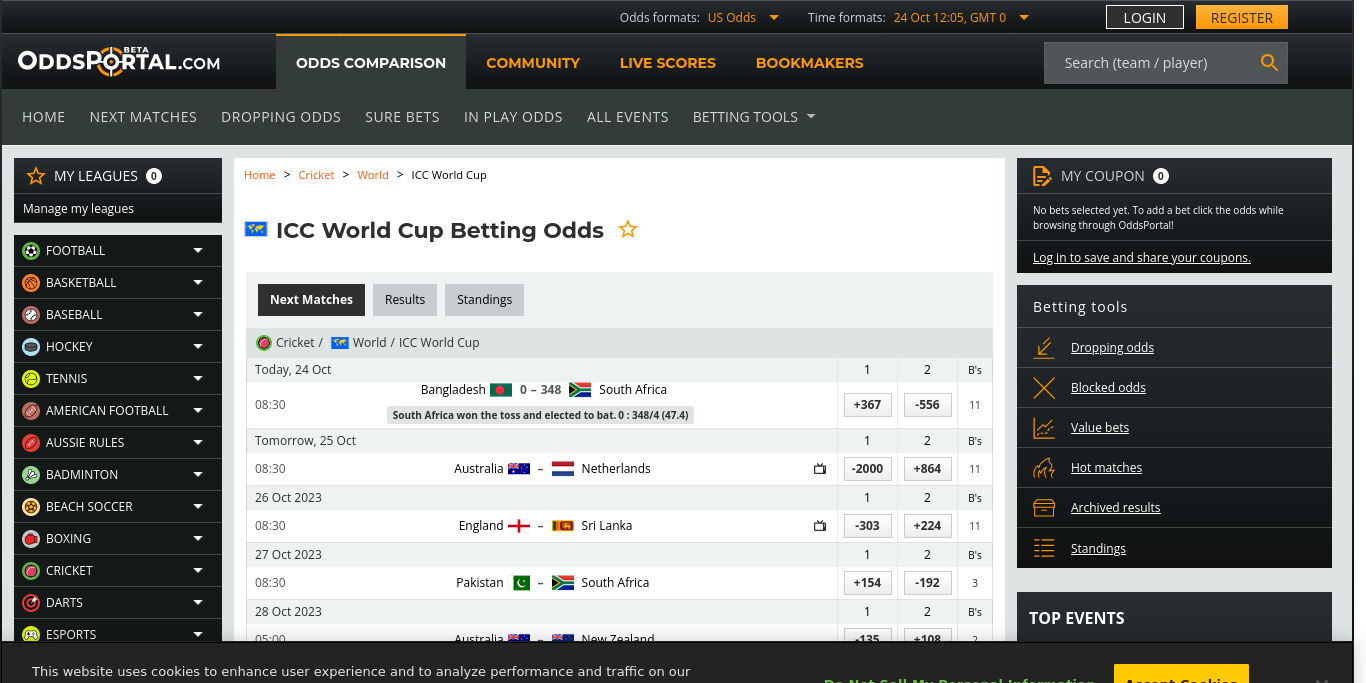 Odds formats: US Odds Time formats: 24 Oct 12:05, GMT 0 LOGIN REGISTER
ODDSPORTAL.COM BETA
ODDS COMPARISON COMMUNITY LIVE SCORES BOOKMAKERS Search (team / player)
HOME NEXT MATCHES DROPPING ODDS SURE BETS IN PLAY ODDS ALL EVENTS BETTING TOOLS
MY LEAGUES 0
Manage my leagues
FOOTBALL
BASKETBALL
BASEBALL
HOCKEY
TENNIS
AMERICAN FOOTBALL
AUSSIE RULES
BADMINTON
BEACH SOCCER
BOXING
CRICKET
DARTS
ESPORTS
Home > Cricket > World > ICC World Cup
ICC World Cup Betting Odds
Next Matches Results Standings
Cricket / World / ICC World Cup
Today, 24 Oct 1 2 B's
Bangladesh 0 – 348 South Africa
08:30 +367 -556 11
South Africa won the toss and elected to bat. 0 : 348/4 (47.4)
Tomorrow, 25 Oct 1 2 B's
08:30 Australia – Netherlands -2000 +864 11
26 Oct 2023 1 2 B's
08:30 England – Sri Lanka -303 +224 11
27 Oct 2023 1 2 B's
08:30 Pakistan – South Africa +154 -192 3
28 Oct 2023 1 2 B's
05:00 Australia – New Zealand -135 +108 2
MY COUPON 0
No bets selected yet. To add a bet click the odds while
browsing through OddsPortal!
Log in to save and share your coupons.
Betting tools
Dropping odds
Blocked odds
Value bets
Hot matches
Archived results
Standings
TOP EVENTS
This website uses cookies to enhance user experience and to analyze performance and traffic on our
Do Not Sell My Personal Information Accept Cookies